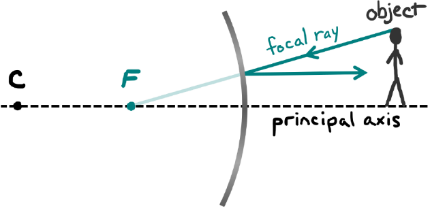 object
focal ray
C
F
principal axis